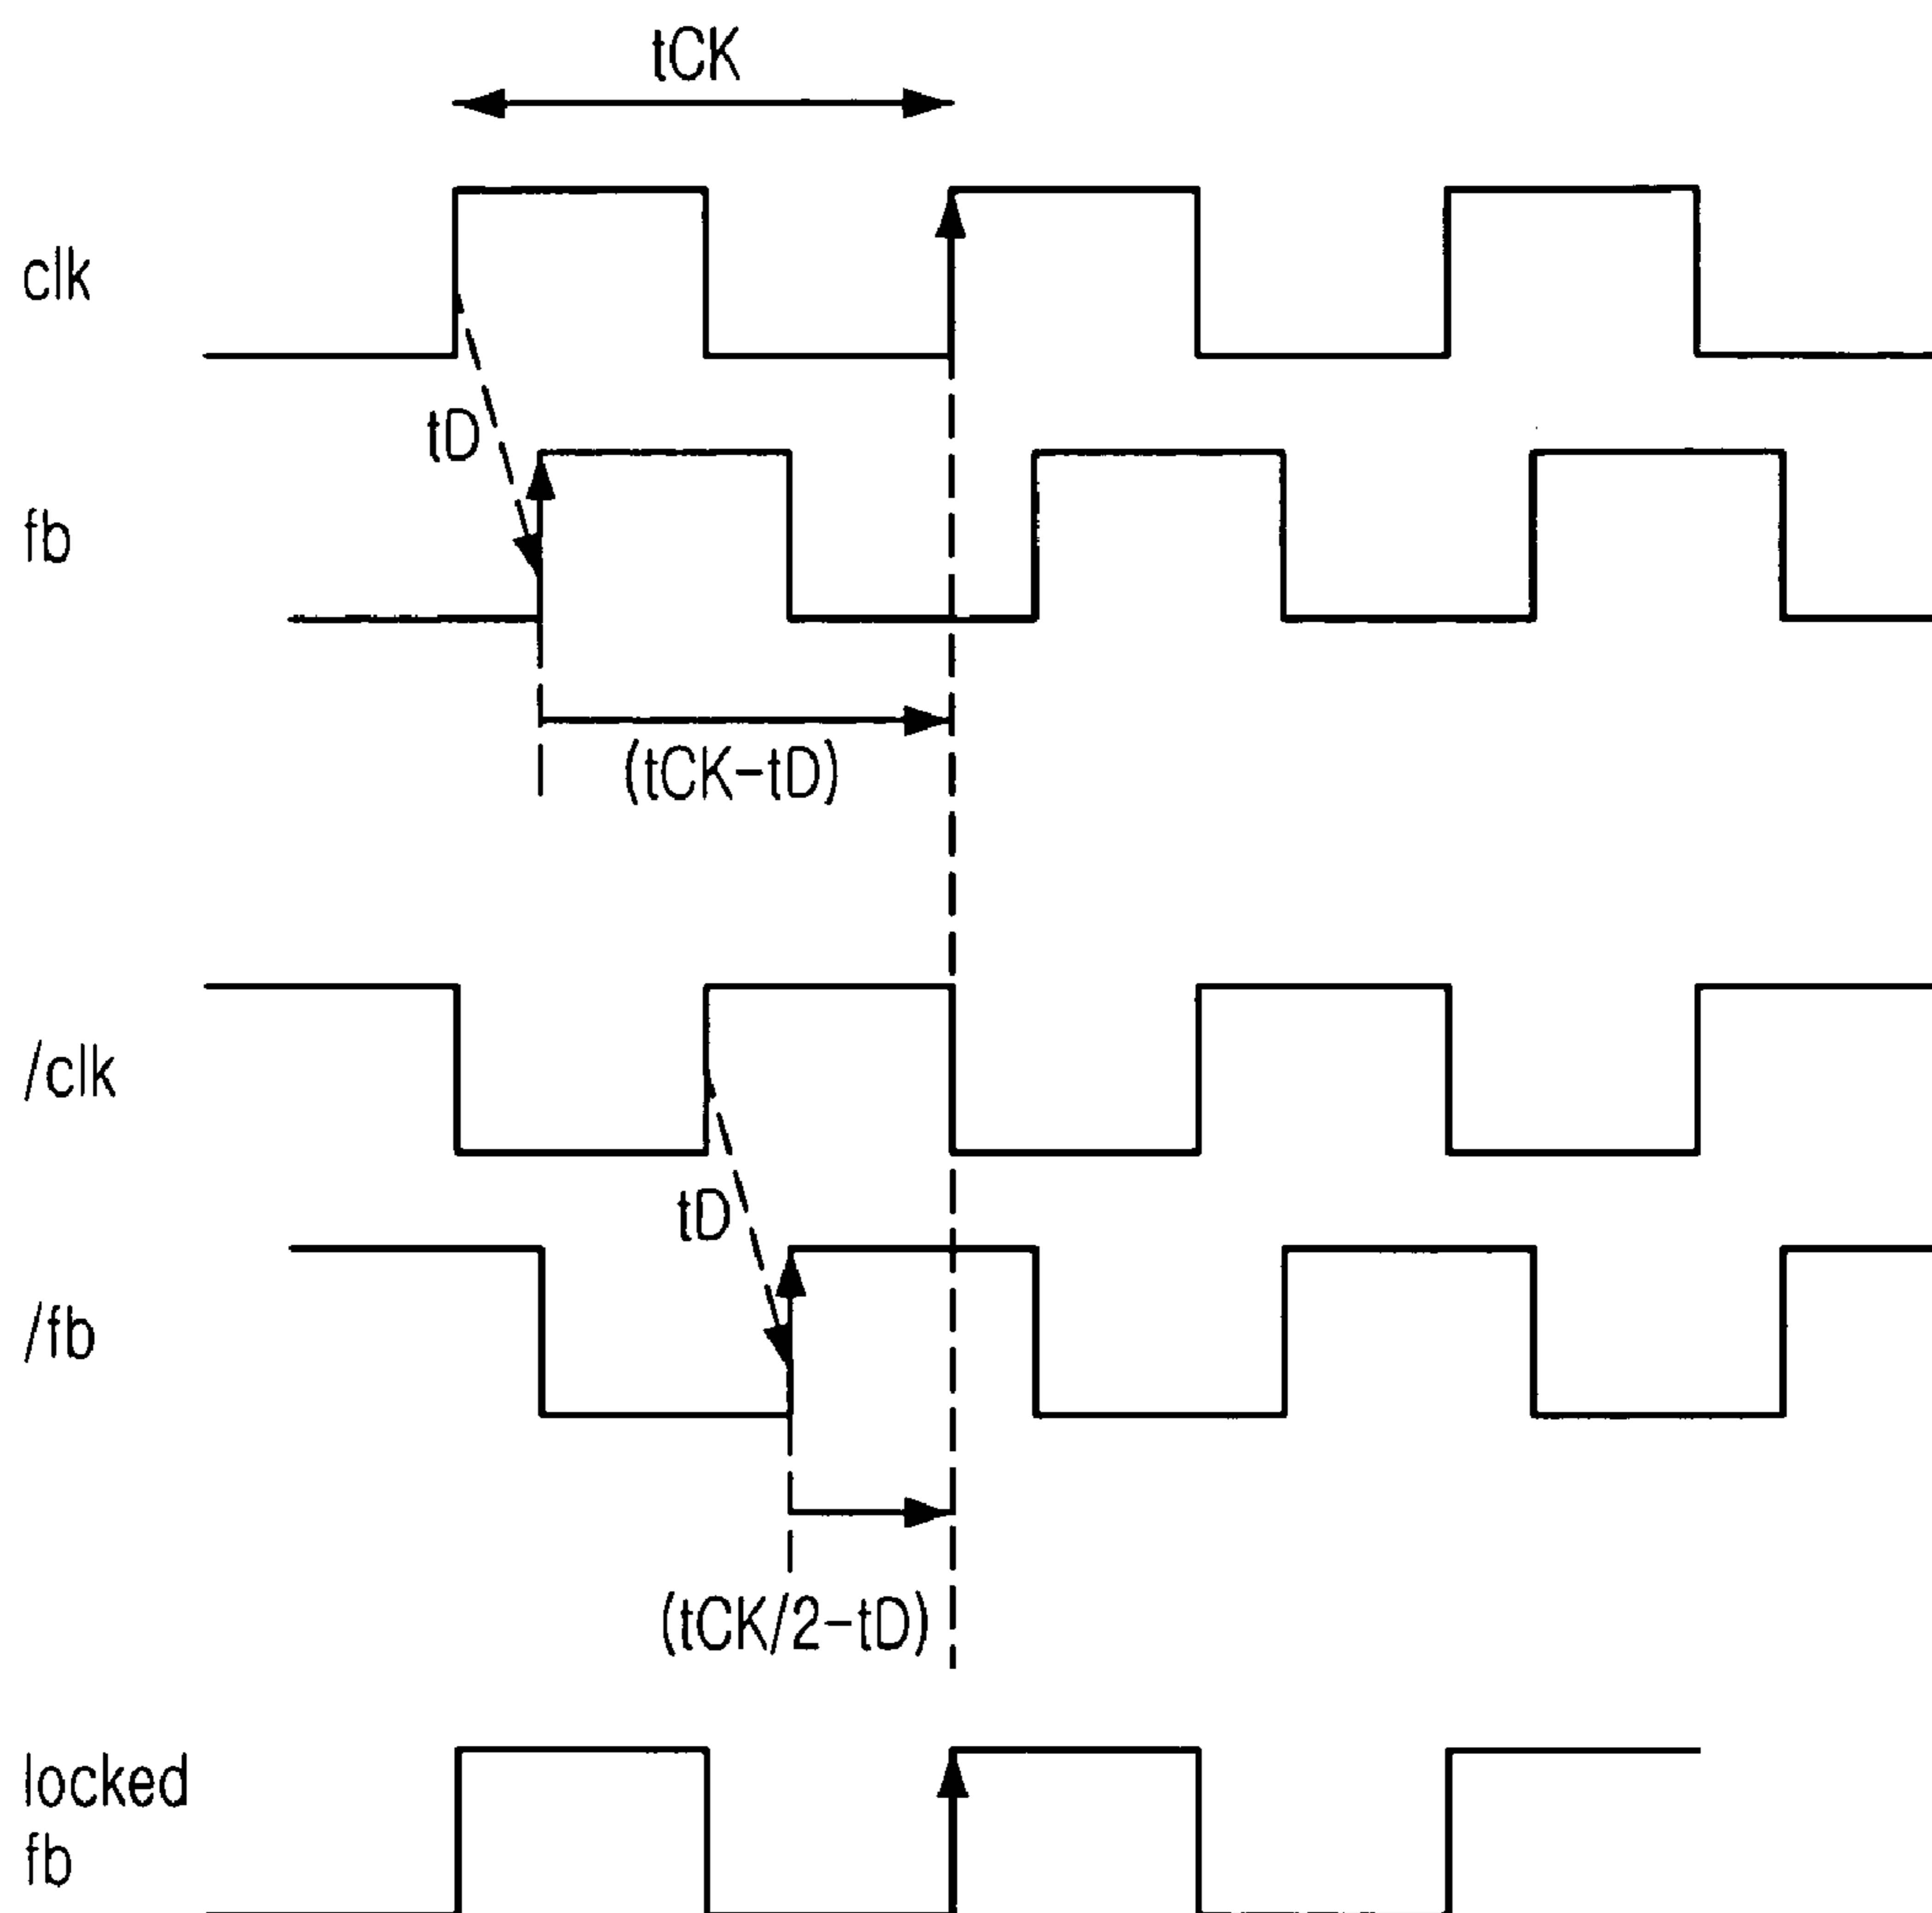 tCK
clk
tD
fb
(tCK-tD)
/clk
tD
/fb
(tCK/2-tD)
locked
fb